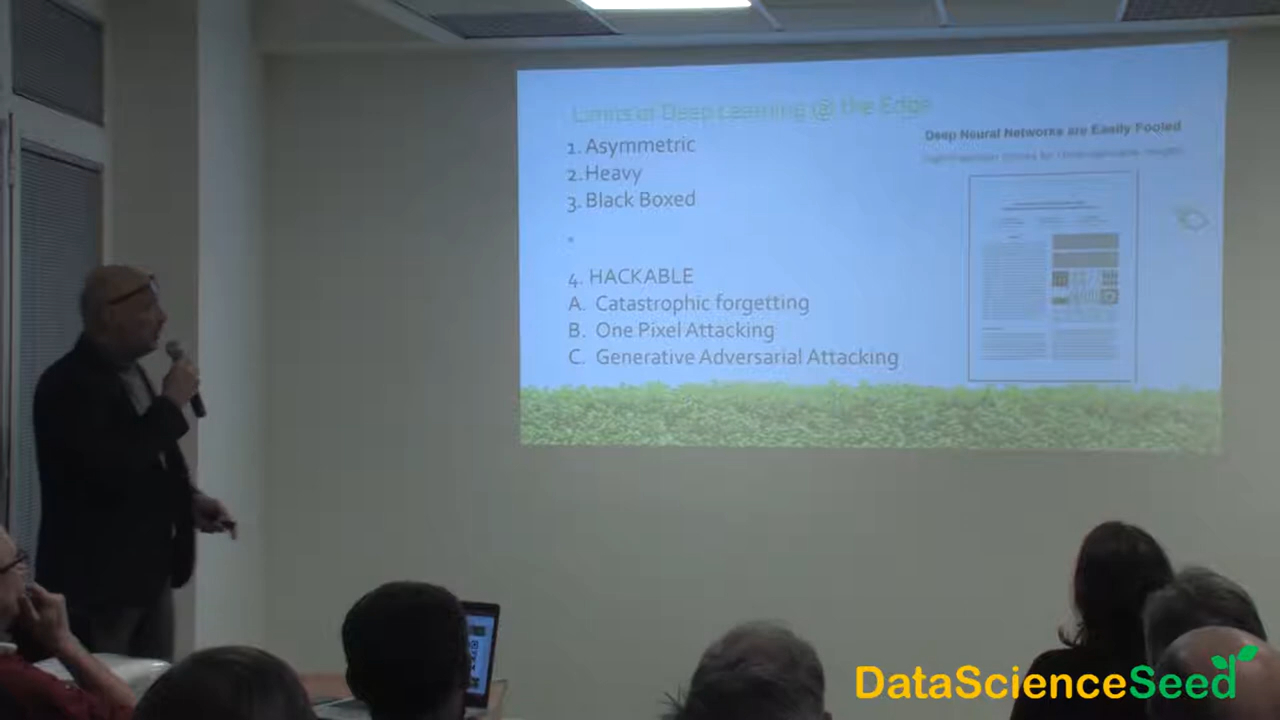 Limits of Deep Learning @ the Edge
1. Asymmetric
2. Heavy
3. Black Boxed
4. HACKABLE
A. Catastrophic forgetting
B. One Pixel Attacking
C. Generative Adversarial Attacking
Deep Neural Networks are Easily Fooled
DataScienceSeed